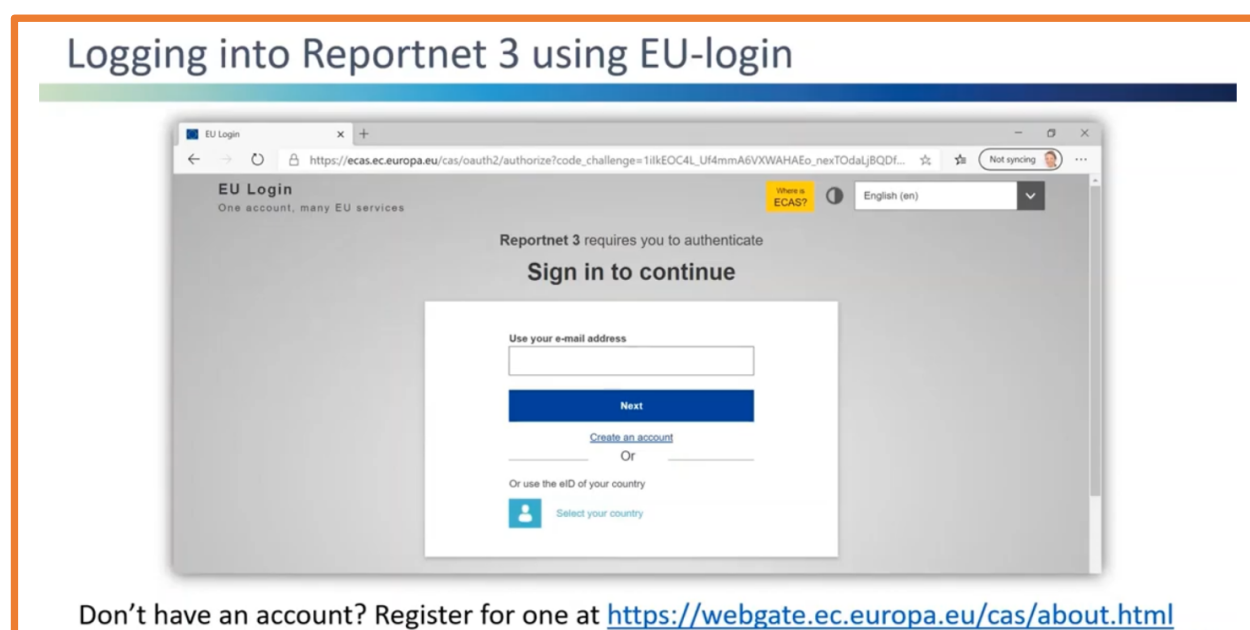 Logging into Reportnet 3 using EU-login
EU Login
https://ecas.ec.europa.eu/cas/oauth2/authorize?code_challenge=1iIkEOC4L_Uf4mmA6VXWAHAEo_nexTOdaLjBQDf...
Not syncing
EU Login
One account, many EU services
Where is
ECAS?
English (en)
Reportnet 3 requires you to authenticate
Sign in to continue
Use your e-mail address
Next
Create an account
Or
Or use the eID of your country
Select your country
Don't have an account? Register for one at https://webgate.ec.europa.eu/cas/about.html